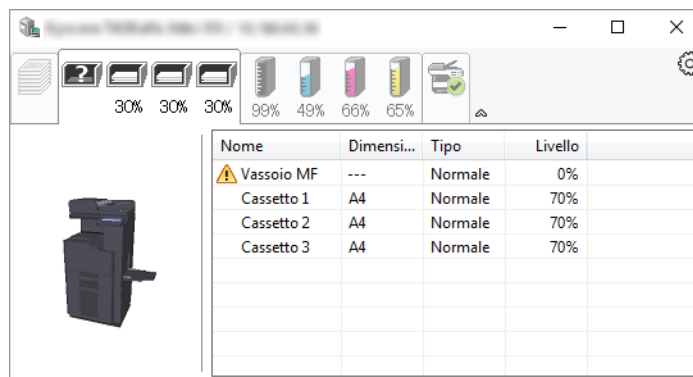 30% 30% 30% 99% 49% 66% 65%
Nome Dimensi... Tipo Livello
Vassoio MF --- Normale 0%
Cassetto 1 A4 Normale 70%
Cassetto 2 A4 Normale 70%
Cassetto 3 A4 Normale 70%